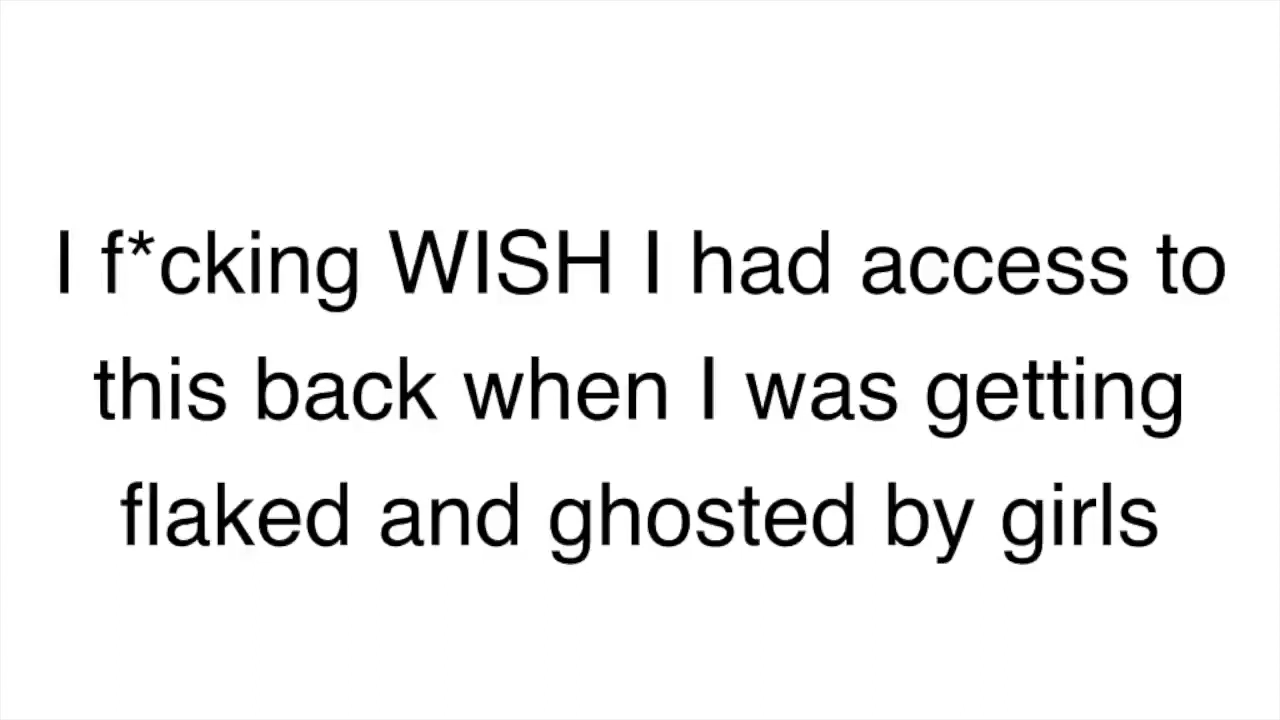 I f*cking WISH I had access to
this back when I was getting
flaked and ghosted by girls